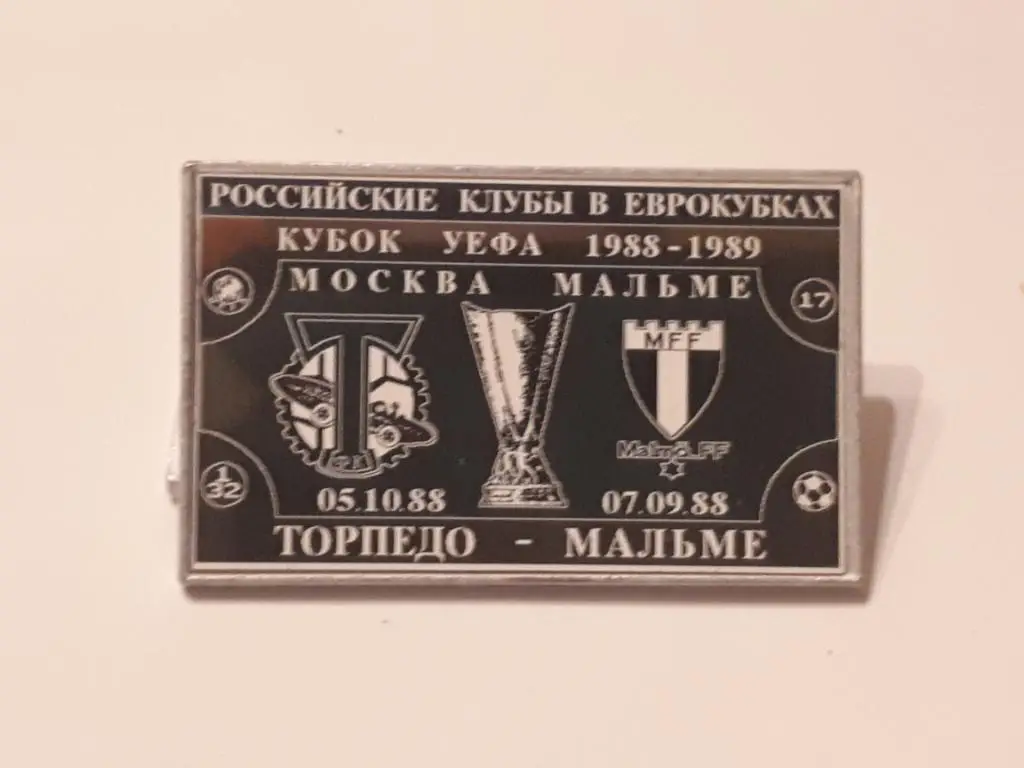 РОССИЙСКИЕ КЛУБЫ В ЕВРОКУБКАХ
КУБОК УЕФА 1988-1989
МОСКВА МАЛЬМЕ
17
MFF
Malmö FF
1
32
05.10.88 07.09.88
ТОРПЕДО - МАЛЬМЕ